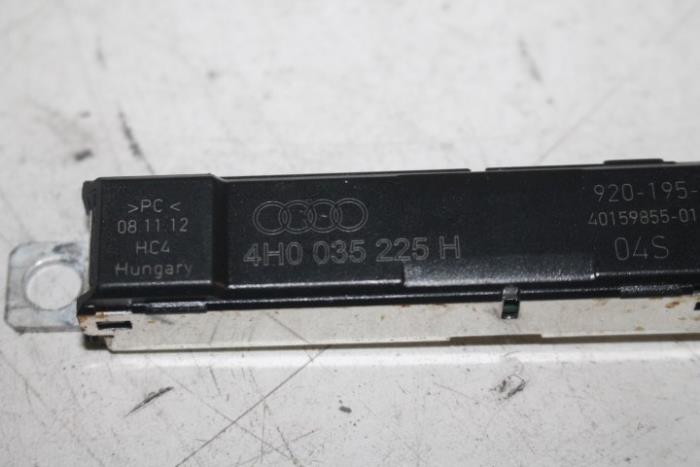 >PC<
08.11.12
HC4
Hungary
4H0 035 225 H
920-195-
40159855-01
04S